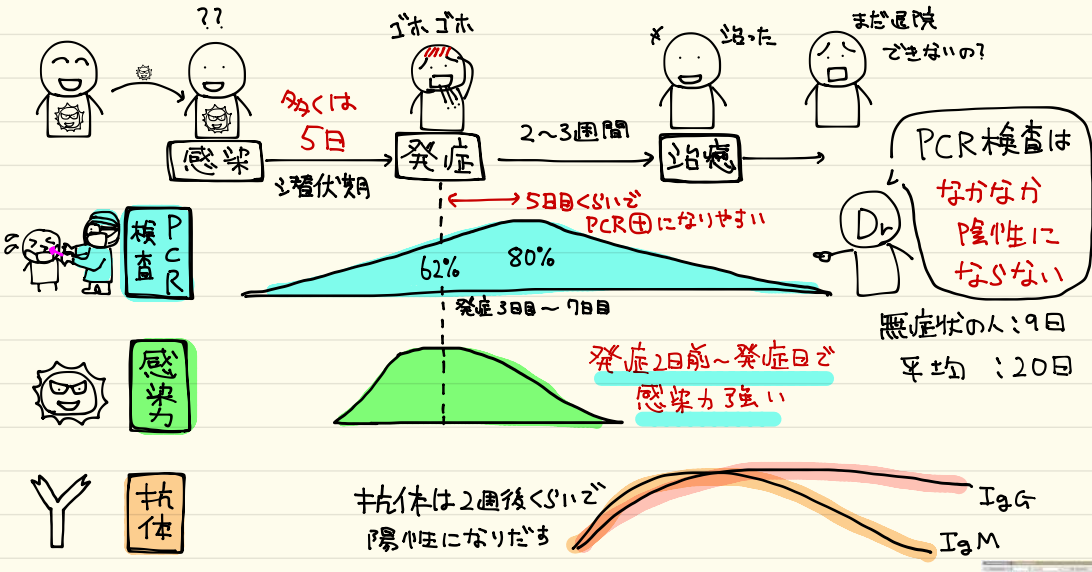 ??
ゴホゴホ
治った
まだ退院
できないの?
多くは
5日
2〜3週間
感染
発症
治癒
潜伏期
PCR検査は
なかなか
陰性に
ならない
Dr
5日目くらいで
PCR⊕になりやすい
PCR
検査
62%
80%
発症3日目〜7日目
無症状の人:9日
平均:20日
感染力
発症2日前〜発症日で
感染力強い
抗体
抗体は2週後くらいで
陽性になりだす
IgG
IgM